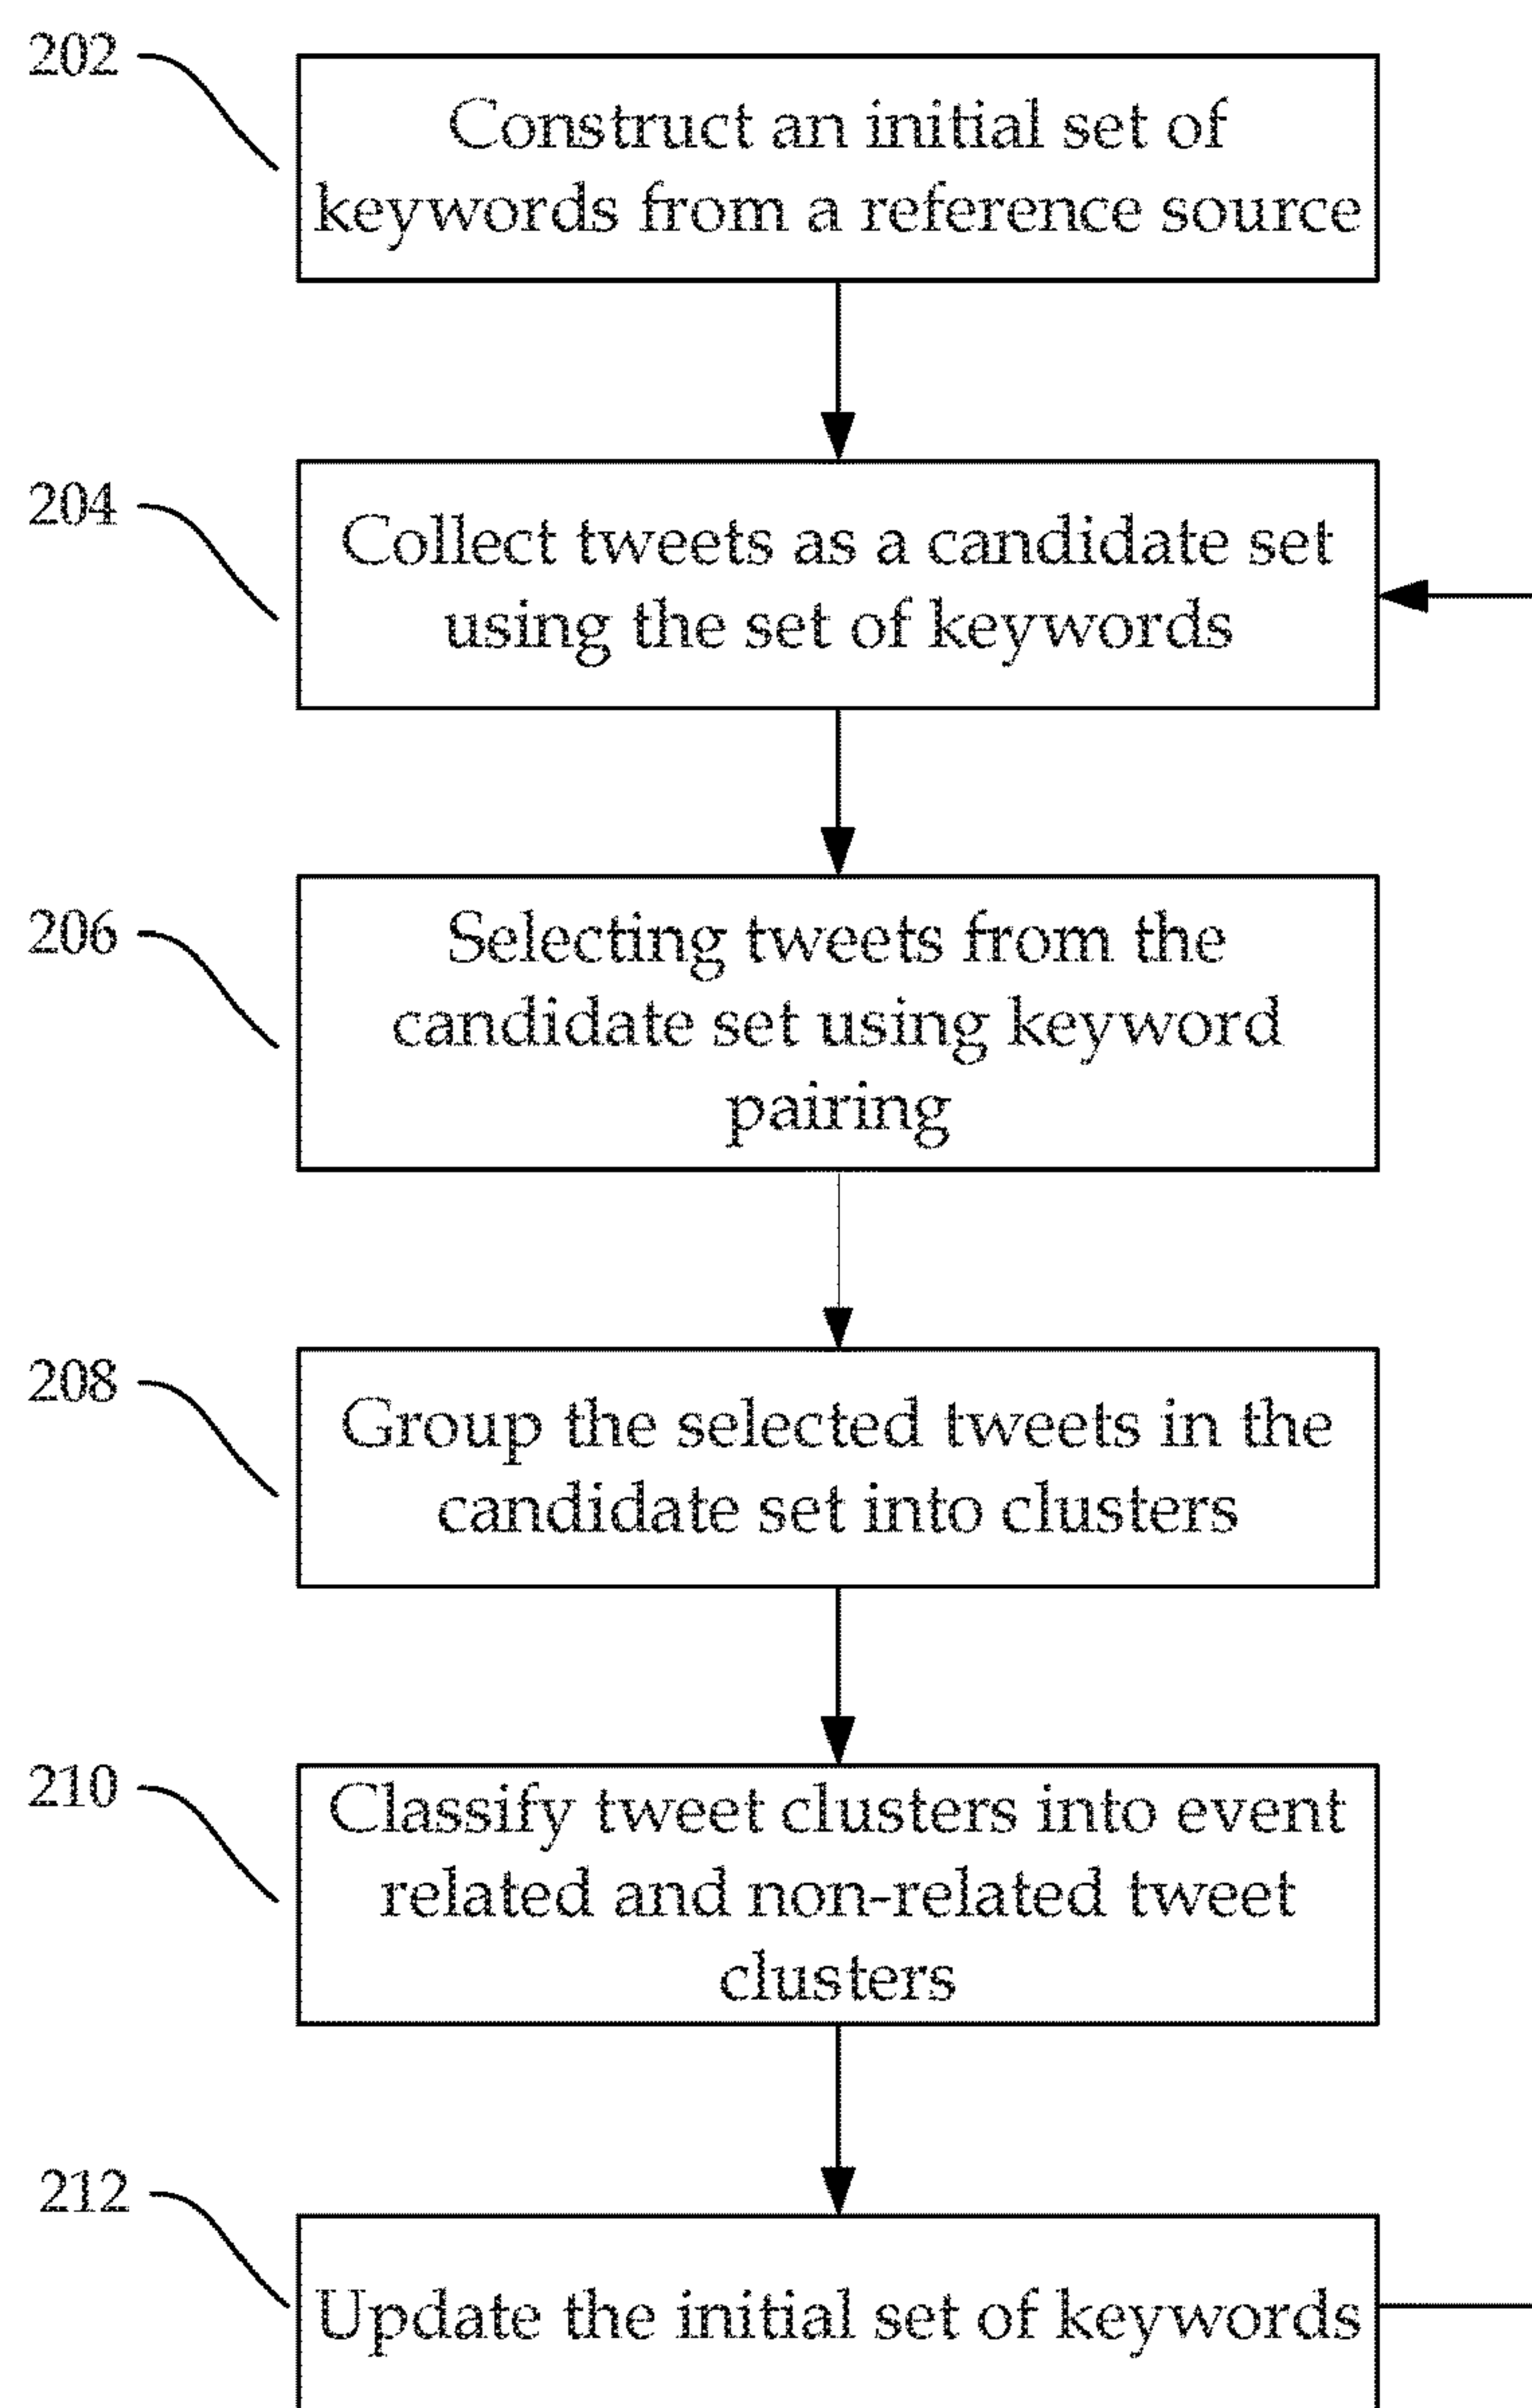 202
Construct an initial set of
keywords from a reference source
204
Collect tweets as a candidate set
using the set of keywords
206
Selecting tweets from the
candidate set using keyword
pairing
208
Group the selected tweets in the
candidate set into clusters
210
Classify tweet clusters into event
related and non-related tweet
clusters
212
Update the initial set of keywords